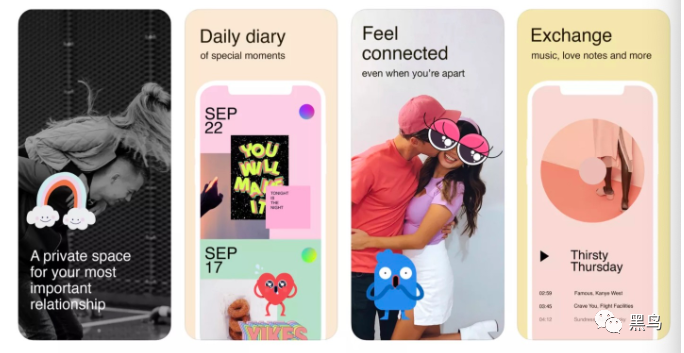 A private space
for your most
important
relationship
Daily diary
of special moments
SEP
22
YOU
WILL
MAKE
IT
TONIGHT
IS
THE
NIGHT
SEP
17
YIKES
Feel
connected
even when you're apart
Exchange
music, love notes and more
Thirsty
Thursday
02:59 Famous, Kanye West
03:45 Crave You, Flight Facilities
04:12
黑鸟